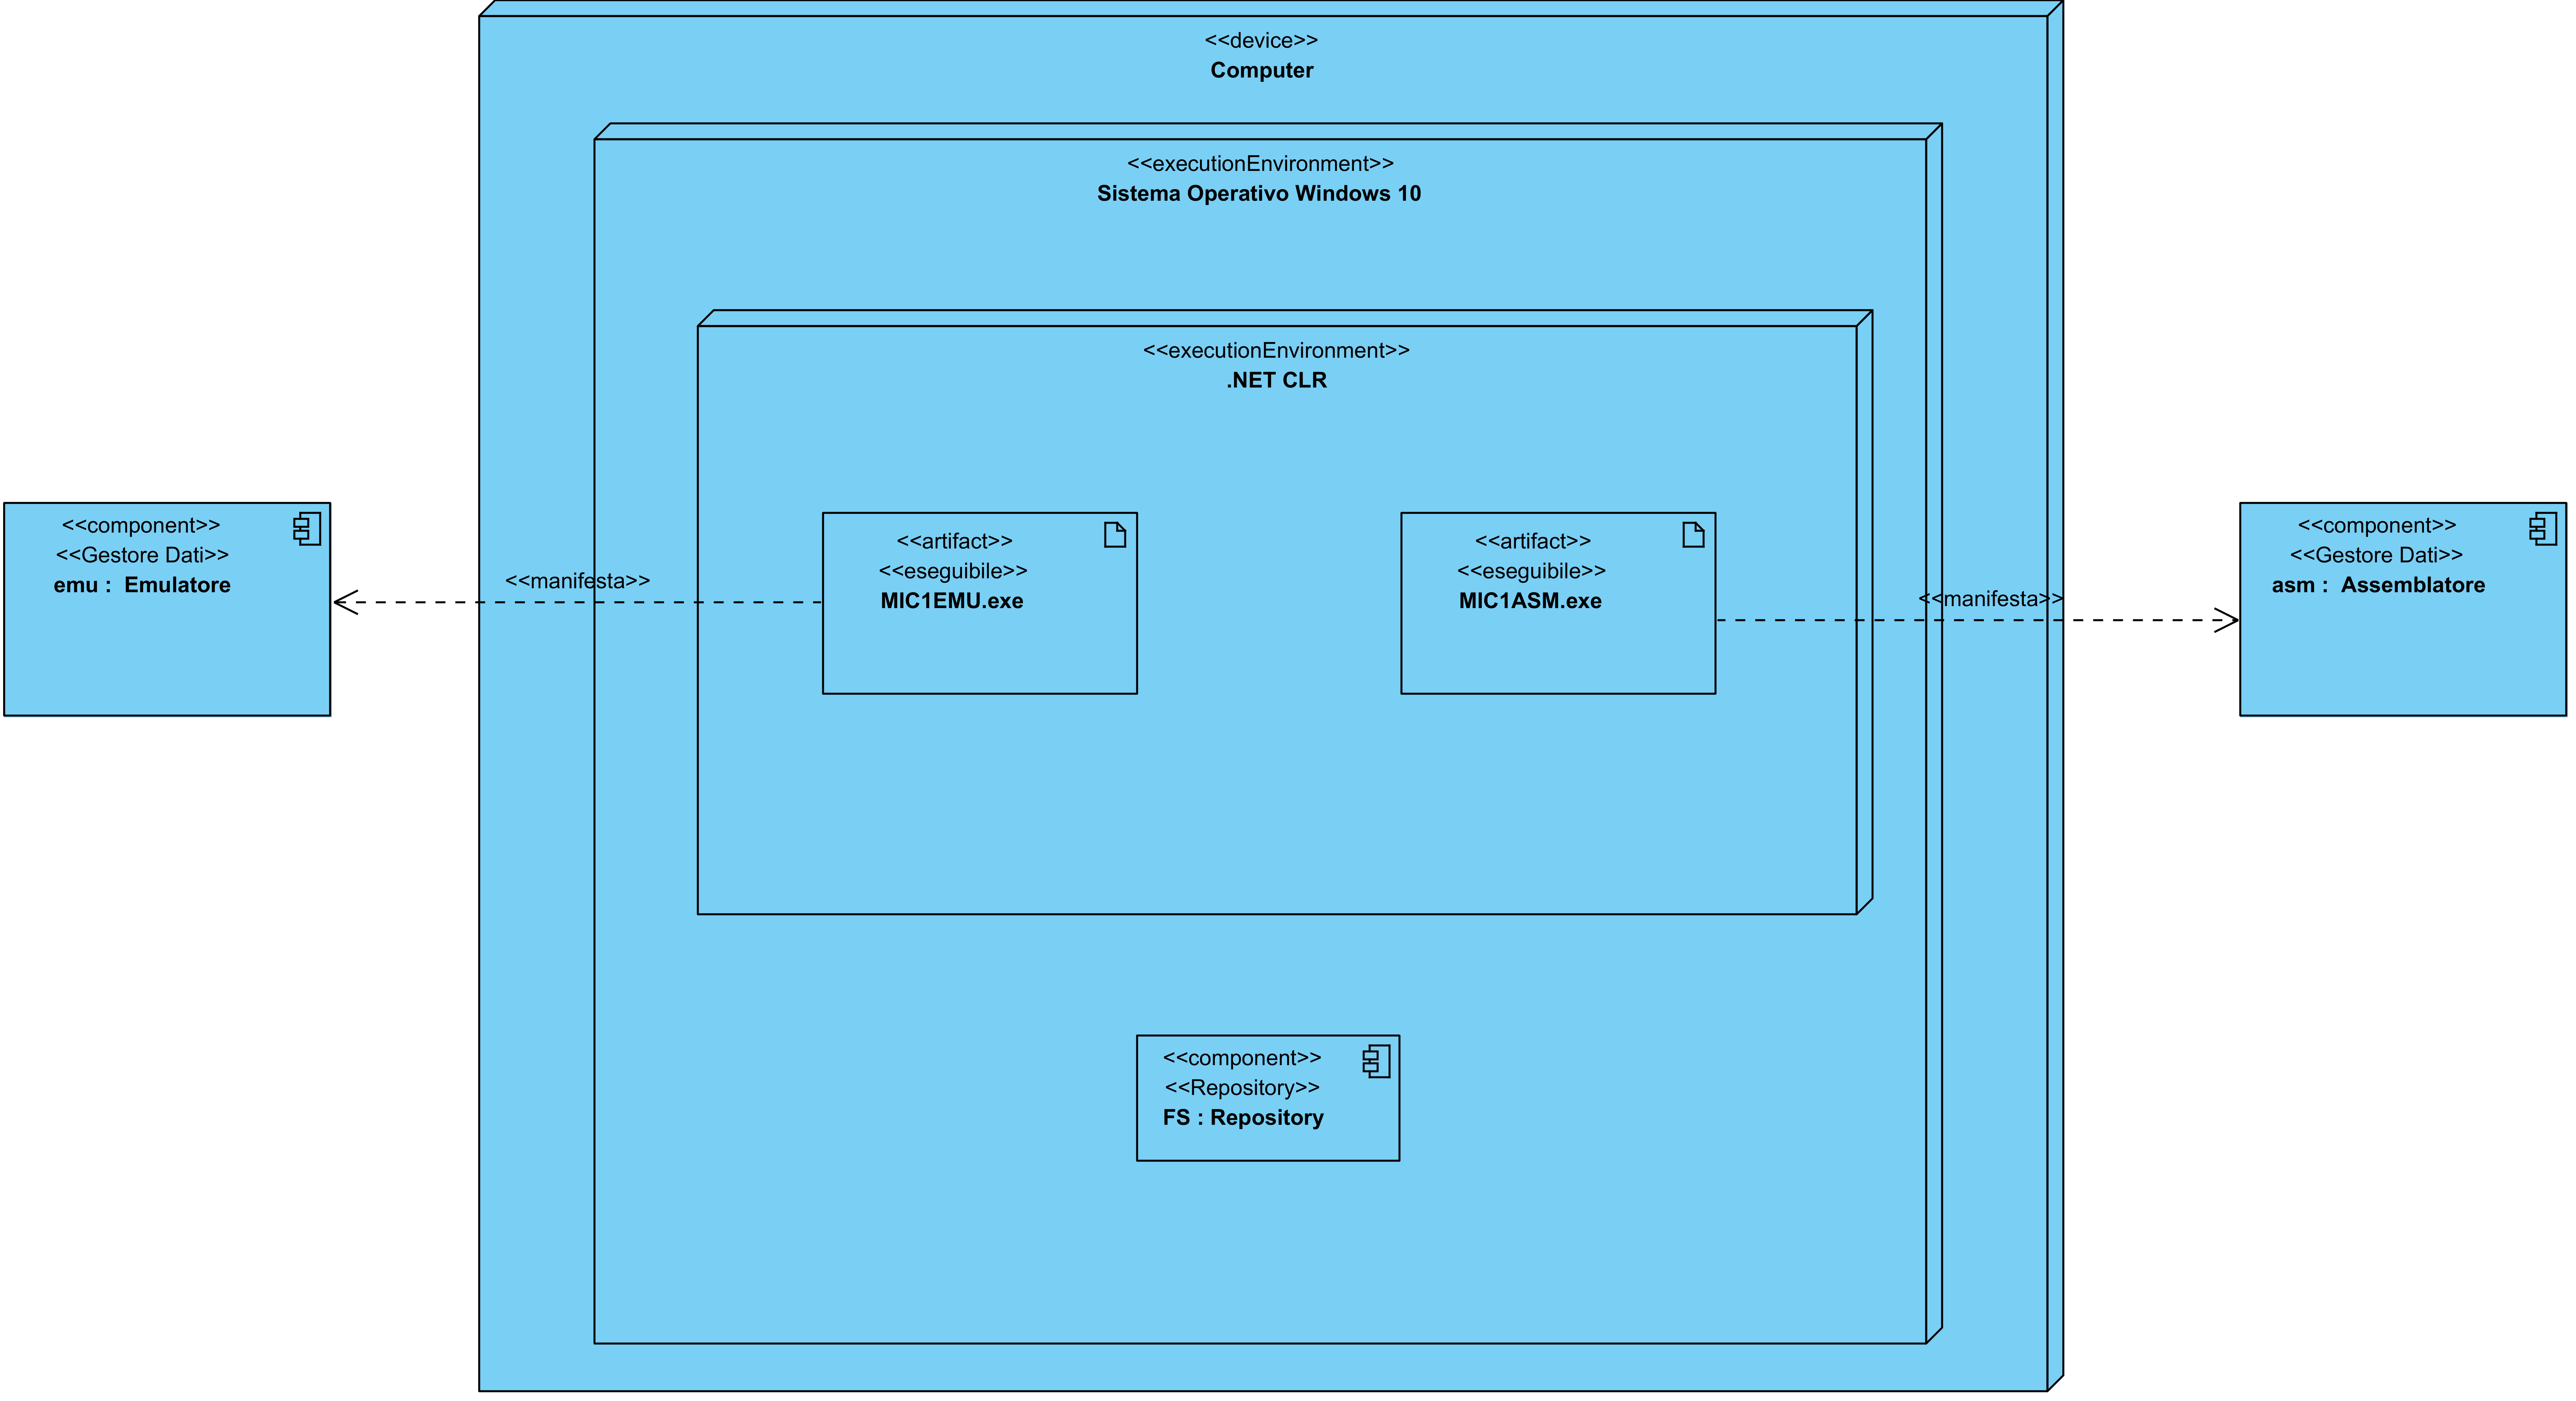 <<device>>
Computer
<<executionEnvironment>>
Sistema Operativo Windows 10
<<executionEnvironment>>
.NET CLR
<<component>>
<<Gestore Dati>>
emu :  Emulatore
<<manifesta>>
<<artifact>>
<<eseguibile>>
MIC1EMU.exe
<<artifact>>
<<eseguibile>>
MIC1ASM.exe
<<manifesta>>
<<component>>
<<Gestore Dati>>
asm :  Assemblatore
<<component>>
<<Repository>>
FS : Repository